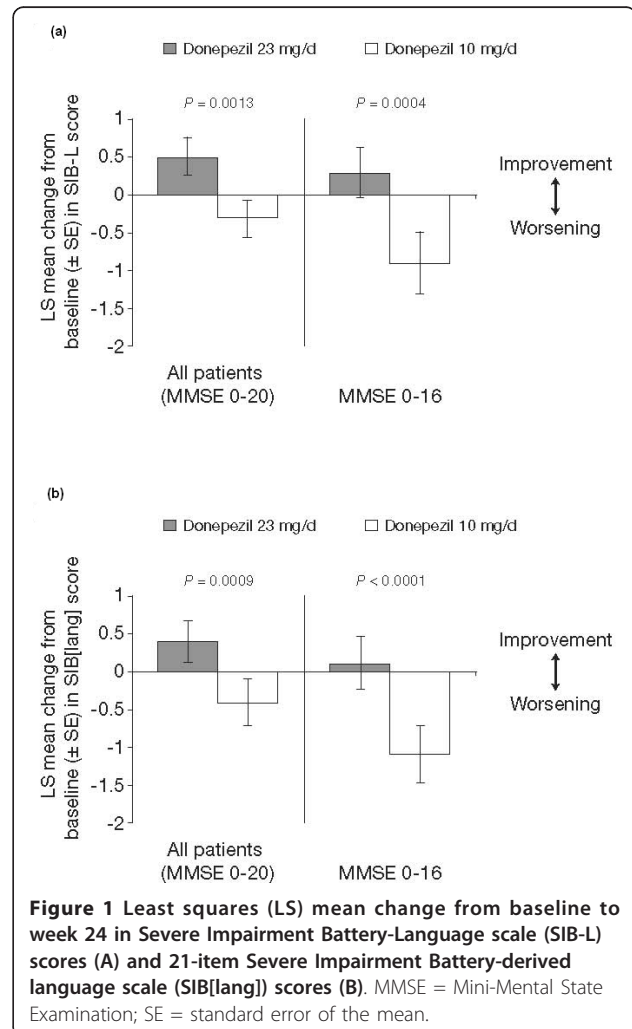 (a)
Donepezil 23 mg/d Donepezil 10 mg/d
P = 0.0013 P = 0.0004
LS mean change from
baseline (± SE) in SIB-L score
1
0.5
0
-0.5
-1
-1.5
-2
Improvement
Worsening
All patients
(MMSE 0-20) MMSE 0-16
(b)
Donepezil 23 mg/d Donepezil 10 mg/d
P = 0.0009 P < 0.0001
LS mean change from
baseline (± SE) in SIB[lang] score
1
0.5
0
-0.5
-1
-1.5
-2
Improvement
Worsening
All patients
(MMSE 0-20) MMSE 0-16
Figure 1 Least squares (LS) mean change from baseline to
week 24 in Severe Impairment Battery-Language scale (SIB-L)
scores (A) and 21-item Severe Impairment Battery-derived
language scale (SIB[lang]) scores (B). MMSE = Mini-Mental State
Examination; SE = standard error of the mean.